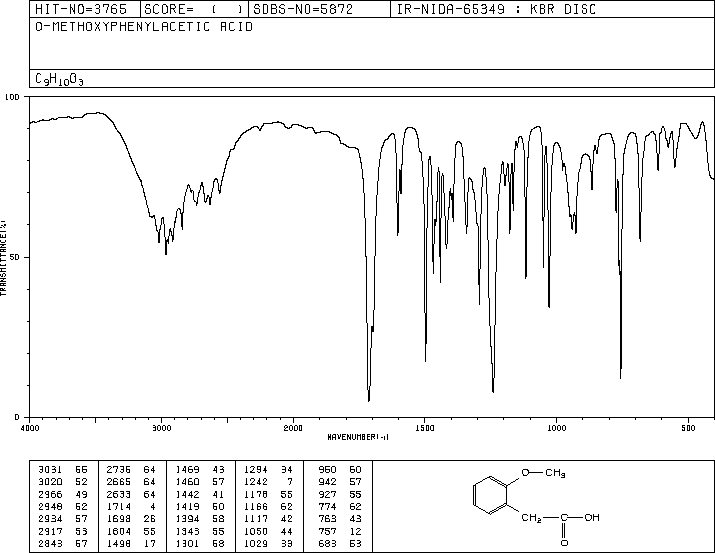 HIT-NO=3765 SCORE= ( ) SDBS-NO=5872 IR-NIDA-65349 : KBR DISC
O-METHOXYPHENYLACETIC ACID
C9H10O3
100
50
0
TRANSMITTANCE(%)
4000 3000 2000 1500 1000 500
WAVENUMBER(-1)
3031 66 2736 64 1469 43 1294 34 960 60
3020 52 2665 64 1460 57 1242 7 942 57
2966 49 2633 64 1442 41 1178 55 927 55
2948 52 1714 4 1419 50 1166 62 774 62
2934 57 1698 26 1394 58 1117 42 763 43
2917 53 1604 55 1343 55 1050 44 757 12
2843 57 1498 17 1301 58 1029 33 683 53
O CH3
CH2 C OH
O